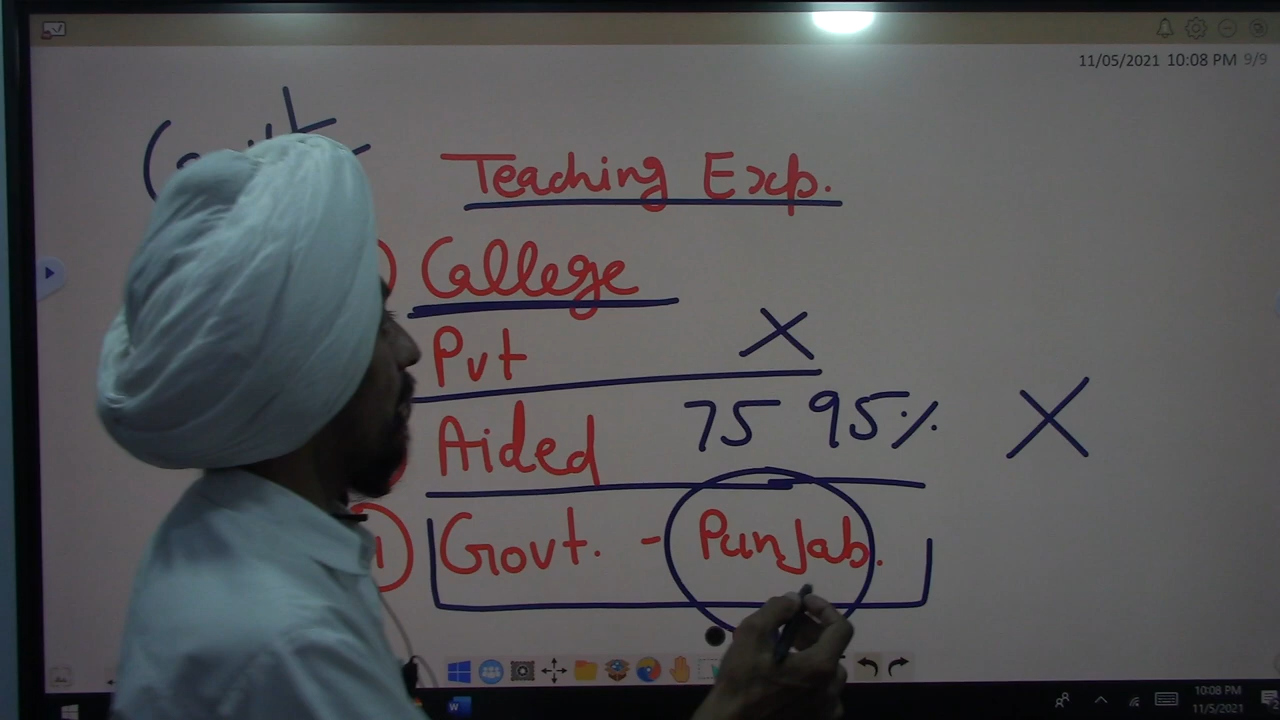 11/05/2021 10:08 PM 9/9
Teaching Exp.
College
Pvt X
Aided 75 95% X
1 Govt. - Punjab.
10:08 PM
11/5/2021